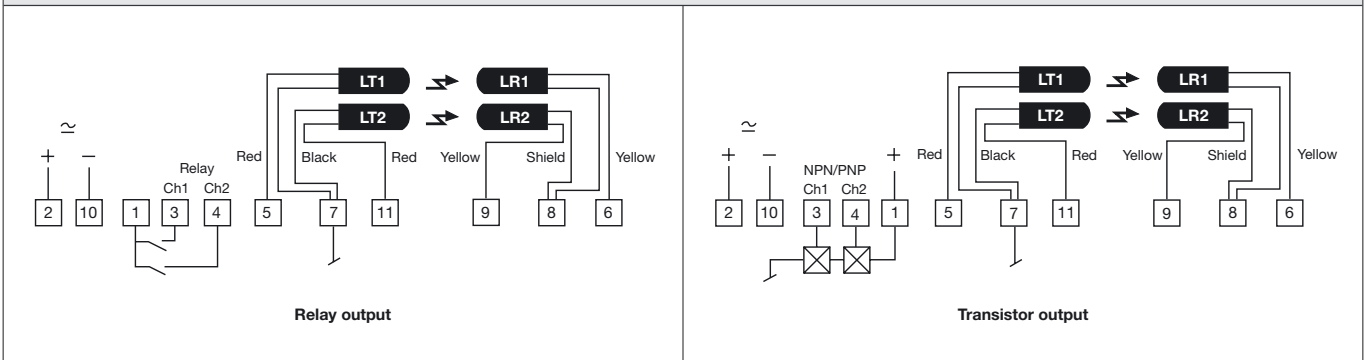 LT1 LR1
LT2 LR2
≃
+ −
Red Black Red Yellow Shield Yellow
Relay
Ch1 Ch2
2 10 1 3 4 5 7 11 9 8 6
Relay output
LT1 LR1
LT2 LR2
≃
+ − +
Red Black Red Yellow Shield Yellow
NPN/PNP
Ch1 Ch2
2 10 3 4 1 5 7 11 9 8 6
Transistor output